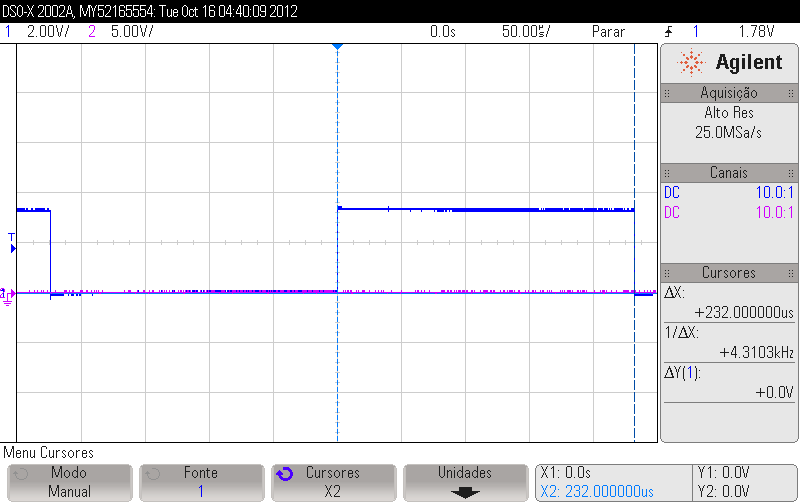 DSO-X 2002A, MY52165554: Tue Oct 16 04:40:09 2012
1 2.00V/ 2 5.00V/ 0.0s 50.00us/ Parar 1 1.78V
Agilent
Aquisição
Alto Res
25.0MSa/s
Canais
DC 10.0:1
DC 10.0:1
T
Cursores
ΔX:
+232.000000us
1/ΔX:
+4.3103kHz
ΔY(1):
+0.0V
Menu Cursores
Modo
Manual
Fonte
1
Cursores
X2
Unidades
X1: 0.0s
X2: 232.000000us
Y1: 0.0V
Y2: 0.0V